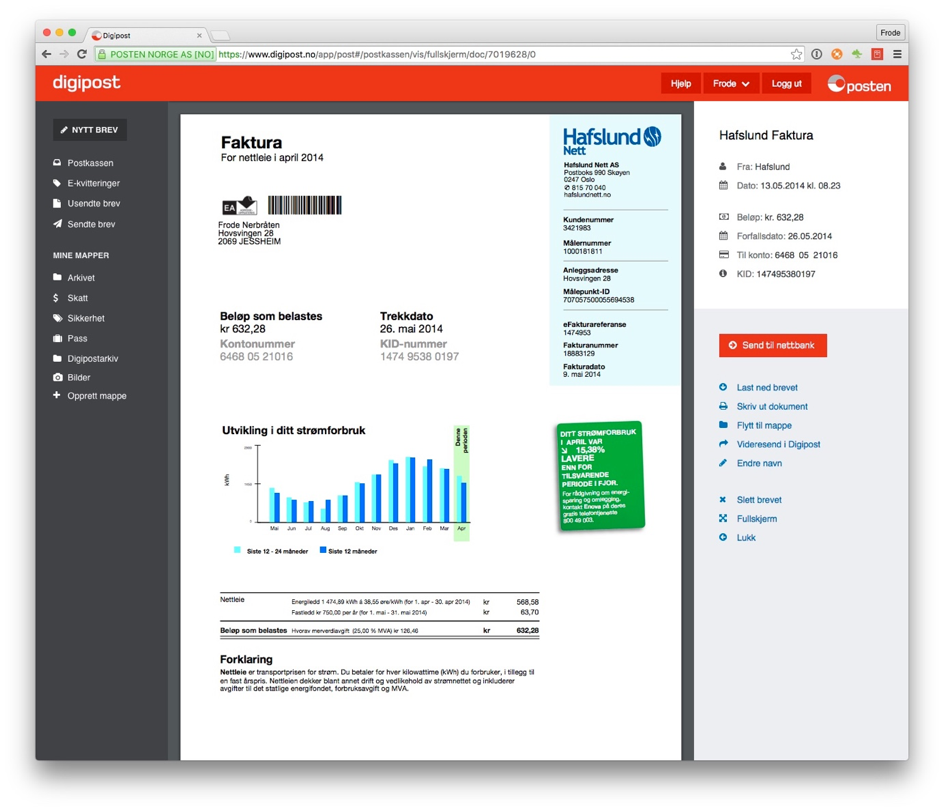 Digipost
Frode
POSTEN NORGE AS [NO] https://www.digipost.no/app/post#/postkassen/vis/fullskjerm/doc/7019628/0
digipost
Hjelp
Frode
Logg ut
posten
NYTT BREV
Postkassen
E-kvitteringer
Usendte brev
Sendte brev
MINE MAPPER
Arkivet
Skatt
Sikkerhet
Pass
Digipostarkiv
Bilder
Opprett mappe
Faktura
For nettleie i april 2014
EA
Frode Nerbråten
Hovsvingen 28
2069 JESSHEIM
Hafslund
Nett
Hafslund Nett AS
Postboks 990 Skøyen
0247 Oslo
✆ 815 70 040
hafslundnett.no
Kundenummer
3421983
Målernummer
1000181811
Anleggsadresse
Hovsvingen 28
Målepunkt-ID
707057500055694538
eFakturareferanse
1474953
Fakturanummer
18883129
Fakturadato
9. mai 2014
Beløp som belastes
kr 632,28
Kontonummer
6468 05 21016
Trekkdato
26. mai 2014
KID-nummer
1474 9538 0197
Utvikling i ditt strømforbruk
Denne
perioden
kWh
Mai Jun Jul Aug Sep Okt Nov Des Jan Feb Mar Apr
Siste 12 - 24 måneder Siste 12 måneder
DITT STRØMFORBRUK
I APRIL VAR
↘ 15,38%
LAVERE
ENN FOR
TILSVARENDE
PERIODE I FJOR.
For rådgivning om energi-
sparing og omlegging,
kontakt Enova på deres
gratis telefontjeneste
800 49 003.
Nettleie Energiledd 1 474,89 kWh á 38,55 øre/kWh (for 1. apr - 30. apr 2014) kr 568,58
Fastledd kr 750,00 per år (for 1. mai - 31. mai 2014) kr 63,70
Beløp som belastes Hvorav merverdiavgift (25,00 % MVA) kr 126,46 kr 632,28
Forklaring
Nettleie er transportprisen for strøm. Du betaler for hver kilowattime (kWh) du forbruker, i tillegg til
en fast årspris. Nettleien dekker blant annet drift og vedlikehold av strømnettet og inkluderer
avgifter til det statlige energifondet, forbruksavgift og MVA.
Hafslund Faktura
Fra: Hafslund
Dato: 13.05.2014 kl. 08.23
Beløp: kr. 632,28
Forfallsdato: 26.05.2014
Til konto: 6468 05 21016
KID: 147495380197
Send til nettbank
Last ned brevet
Skriv ut dokument
Flytt til mappe
Videresend i Digipost
Endre navn
Slett brevet
Fullskjerm
Lukk